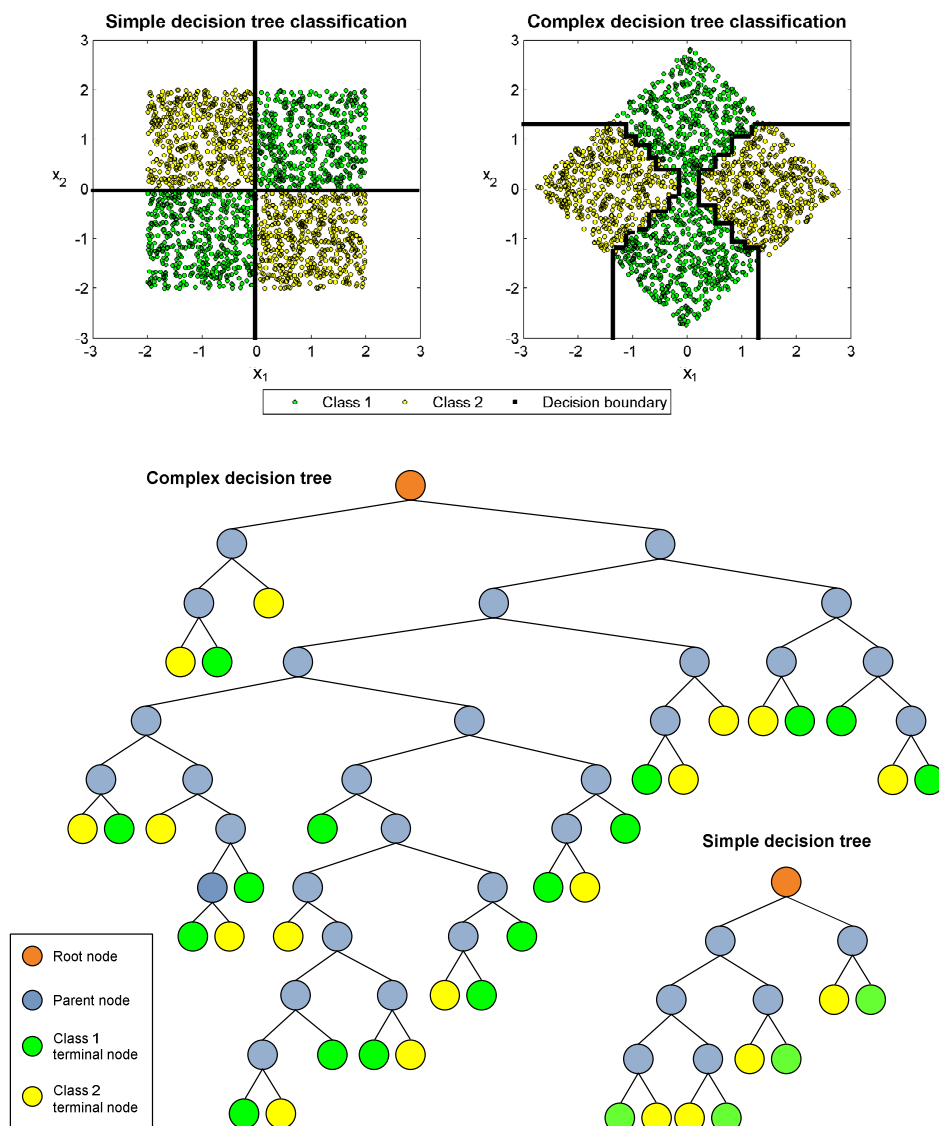 Simple decision tree classification
Complex decision tree classification
3
2
1
0
-1
-2
-3
x2
-3
-2
-1
0
1
2
3
x1
3
2
1
0
-1
-2
-3
x2
-3
-2
-1
0
1
2
3
x1
Class 1
Class 2
Decision boundary
Complex decision tree
Simple decision tree
Root node
Parent node
Class 1
terminal node
Class 2
terminal node